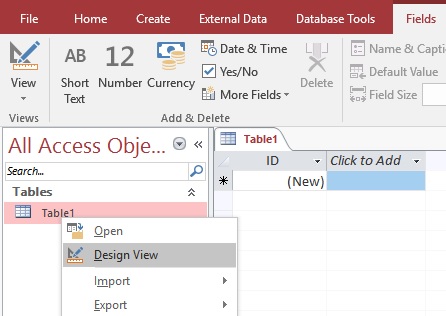 File Home Create External Data Database Tools Fields
View
Views
AB
Short
Text
12
Number
Currency
Date & Time
Yes/No
More Fields
Delete
Add & Delete
Name & Capti
Default Value
Field Size
All Access Obje...
Search...
Tables
Table1
Open
Design View
Import
Export
Table1
ID Click to Add
(New)